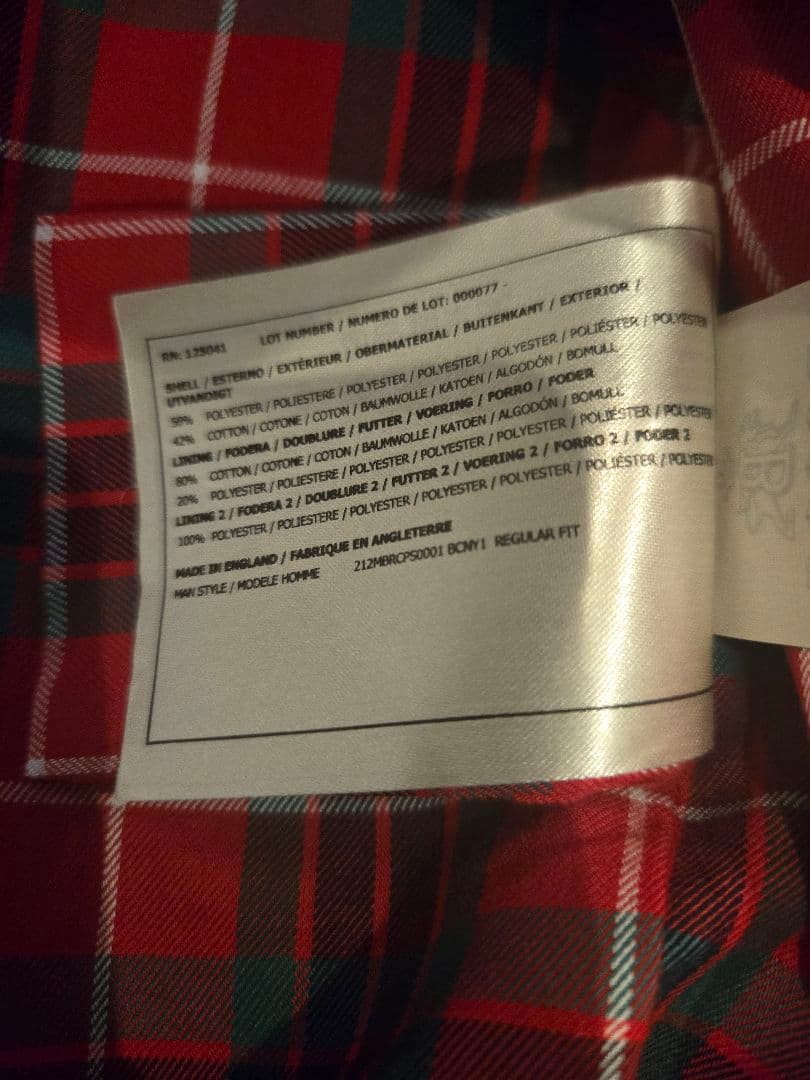 RN: 125041 LOT NUMBER / NUMERO DE LOT: 000077 -
SHELL / ESTERNO / EXTÉRIEUR / OBERMATERIAL / BUITENKANT / EXTERIOR /
UTVANDIGT
58% POLYESTER / POLIESTERE / POLYESTER / POLYESTER / POLYESTER / POLIÉSTER / POLYESTER
42% COTTON / COTONE / COTON / BAUMWOLLE / KATOEN / ALGODÓN / BOMULL
LINING / FODERA / DOUBLURE / FUTTER / VOERING / FORRO / FODER
80% COTTON / COTONE / COTON / BAUMWOLLE / KATOEN / ALGODÓN / BOMULL
20% POLYESTER / POLIESTERE / POLYESTER / POLYESTER / POLYESTER / POLIÉSTER / POLYESTER
LINING 2 / FODERA 2 / DOUBLURE 2 / FUTTER 2 / VOERING 2 / FORRO 2 / FODER 2
100% POLYESTER / POLIESTERE / POLYESTER / POLYESTER / POLYESTER / POLIÉSTER / POLYESTER
MADE IN ENGLAND / FABRIQUE EN ANGLETERRE
MAN STYLE / MODELE HOMME 212MBRCPS0001 BCNY1 REGULAR FIT